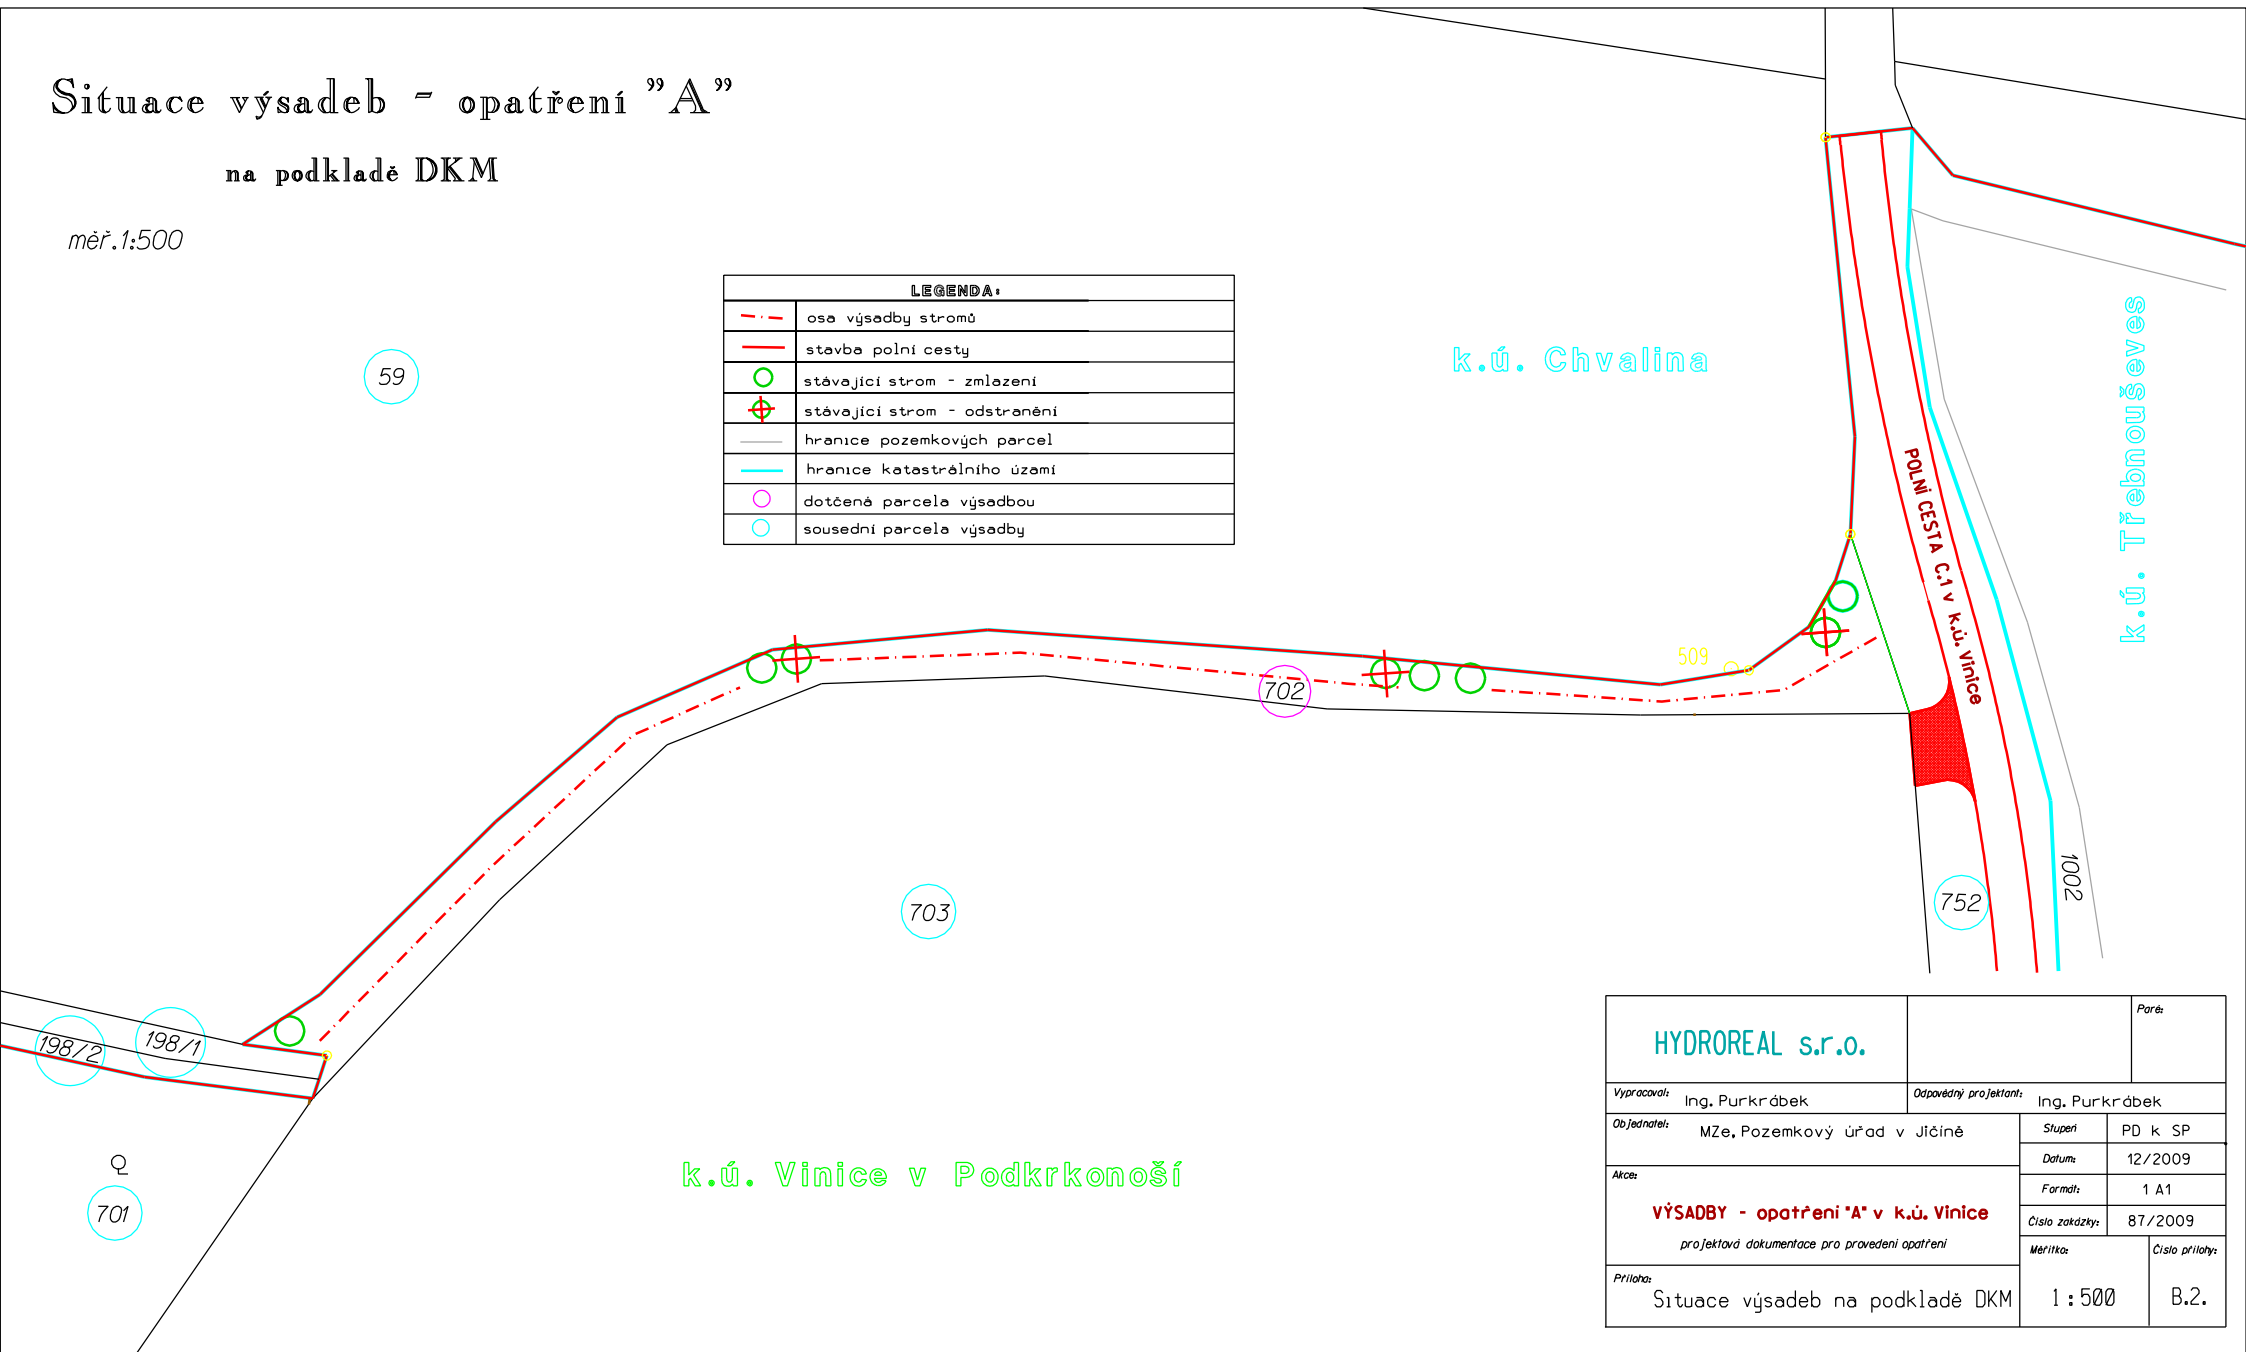 Situace výsadeb - opatření "A"
na podkladě DKM
měř.1:500
LEGENDA:
osa výsadby stromů
stavba polní cesty
stávající strom - zmlazení
stávající strom - odstranění
hranice pozemkových parcel
hranice katastrálního územi
dotčená parcela výsadbou
sousední parcela výsadby
59
k.ú. Chvalina
k.ú. Třebnouševes
POLNÍ CESTA C.1 v k.ú. Vinice
509
702
703
752
1002
198/2
198/1
701
k.ú. Vinice v Podkrkonoší
HYDROREAL s.r.o.
Paré:
Vypracoval: Ing. Purkrábek
Odpovědný projektant: Ing. Purkrábek
Objednatel: MZe, Pozemkový úřad v Jičíně
Stupeň PD k SP
Datum: 12/2009
Formát: 1 A1
Číslo zakázky: 87/2009
Akce:
VÝSADBY - opatření "A" v k.ú. Vinice
projektová dokumentace pro provedení opatření
Měřítko: 1:500
Číslo přílohy: B.2.
Příloha:
Situace výsadeb na podkladě DKM